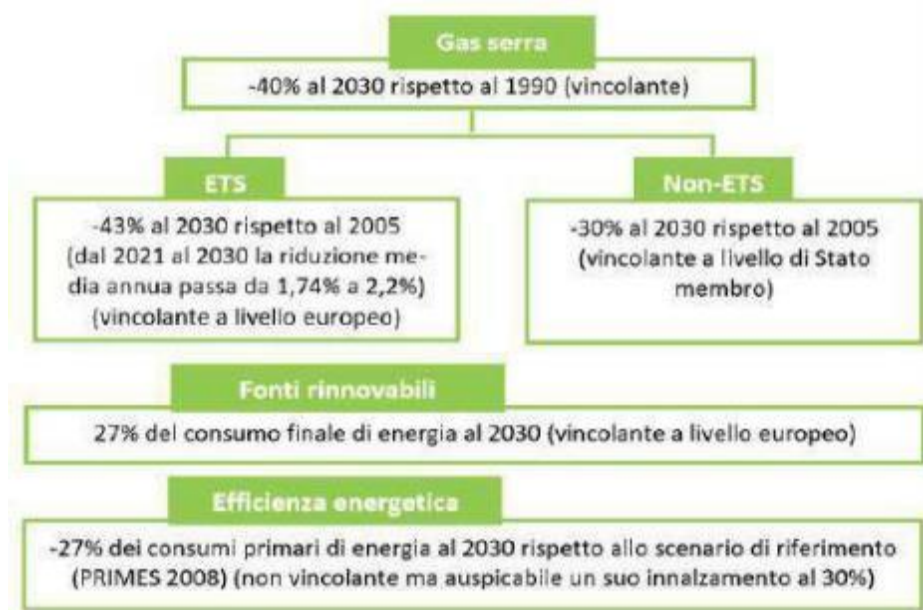 Gas serra
-40% al 2030 rispetto al 1990 (vincolante)
ETS
-43% al 2030 rispetto al 2005
(dal 2021 al 2030 la riduzione me-
dia annua passa da 1,74% a 2,2%)
(vincolante a livello europeo)
Non-ETS
-30% al 2030 rispetto al 2005
(vincolante a livello di Stato
membro)
Fonti rinnovabili
27% del consumo finale di energia al 2030 (vincolante a livello europeo)
Efficienza energetica
-27% dei consumi primari di energia al 2030 rispetto allo scenario di riferimento
(PRIMES 2008) (non vincolante ma auspicabile un suo innalzamento al 30%)